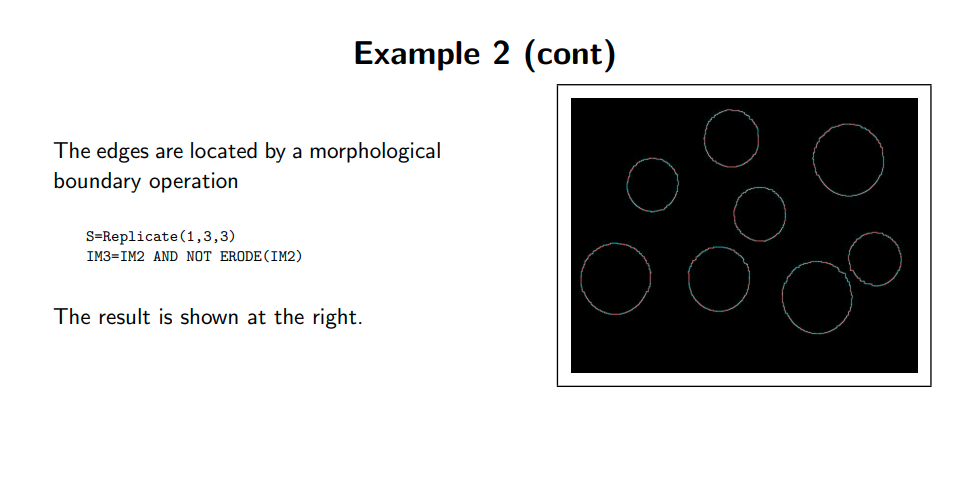 Example 2 (cont)
The edges are located by a morphological
boundary operation
S=Replicate(1,3,3)
IM3=IM2 AND NOT ERODE(IM2)
The result is shown at the right.